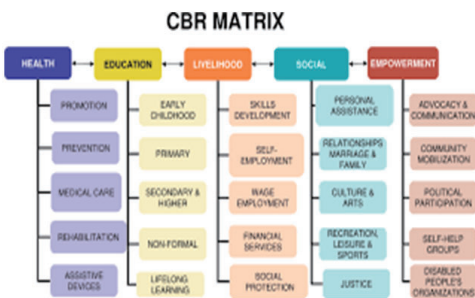 CBR MATRIX
HEALTH
EDUCATION
LIVELIHOOD
SOCIAL
EMPOWERMENT
PROMOTION
PREVENTION
MEDICAL CARE
REHABILITATION
ASSISTIVE
DEVICES
EARLY
CHILDHOOD
PRIMARY
SECONDARY &
HIGHER
NON-FORMAL
LIFELONG
LEARNING
SKILLS
DEVELOPMENT
SELF-
EMPLOYMENT
WAGE
EMPLOYMENT
FINANCIAL
SERVICES
SOCIAL
PROTECTION
PERSONAL
ASSISTANCE
RELATIONSHIPS
MARRIAGE &
FAMILY
CULTURE &
ARTS
RECREATION,
LEISURE &
SPORTS
JUSTICE
ADVOCACY &
COMMUNICATION
COMMUNITY
MOBILIZATION
POLITICAL
PARTICIPATION
SELF-HELP
GROUPS
DISABLED
PEOPLE'S
ORGANIZATIONS